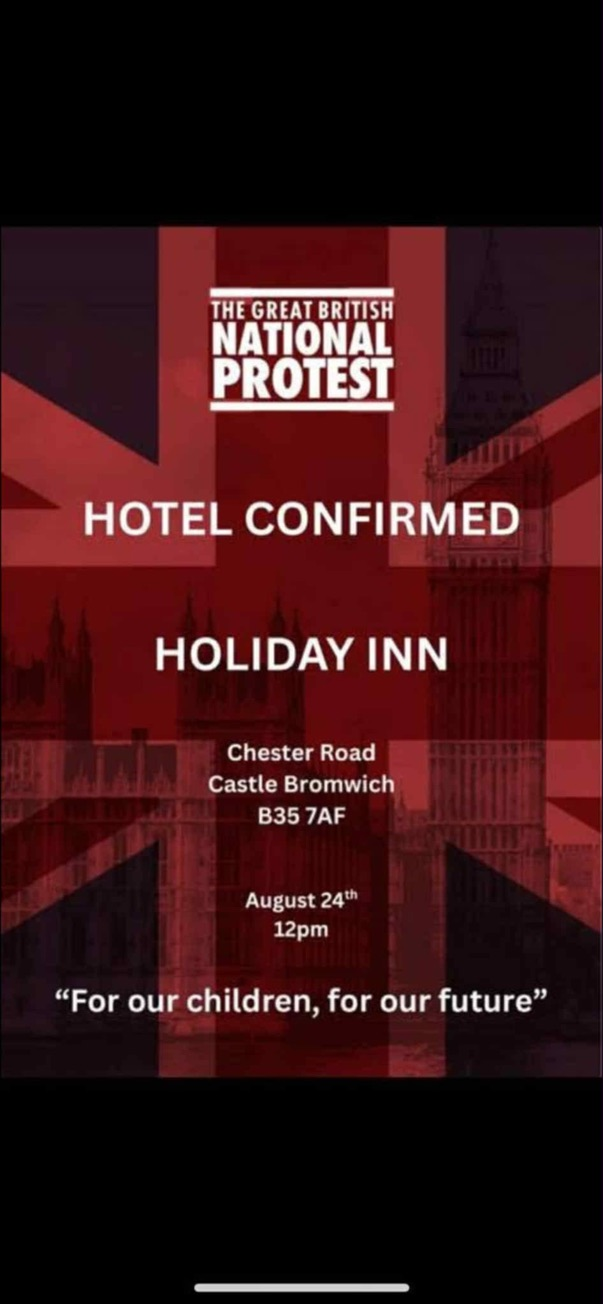 THE GREAT BRITISH
NATIONAL
PROTEST
HOTEL CONFIRMED
HOLIDAY INN
Chester Road
Castle Bromwich
B35 7AF
August 24th
12pm
“For our children, for our future”